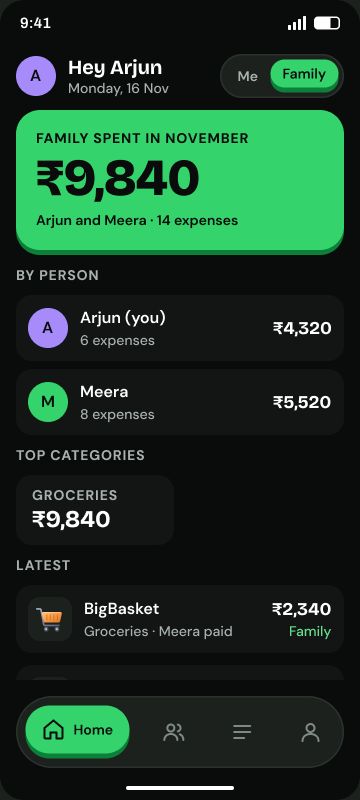 9:41
A
Hey Arjun
Monday, 16 Nov
Me
Family
FAMILY SPENT IN NOVEMBER
₹9,840
Arjun and Meera · 14 expenses
BY PERSON
A
Arjun (you)
6 expenses
₹4,320
M
Meera
8 expenses
₹5,520
TOP CATEGORIES
GROCERIES
₹9,840
LATEST
BigBasket
₹2,340
Groceries · Meera paid
Family
Home